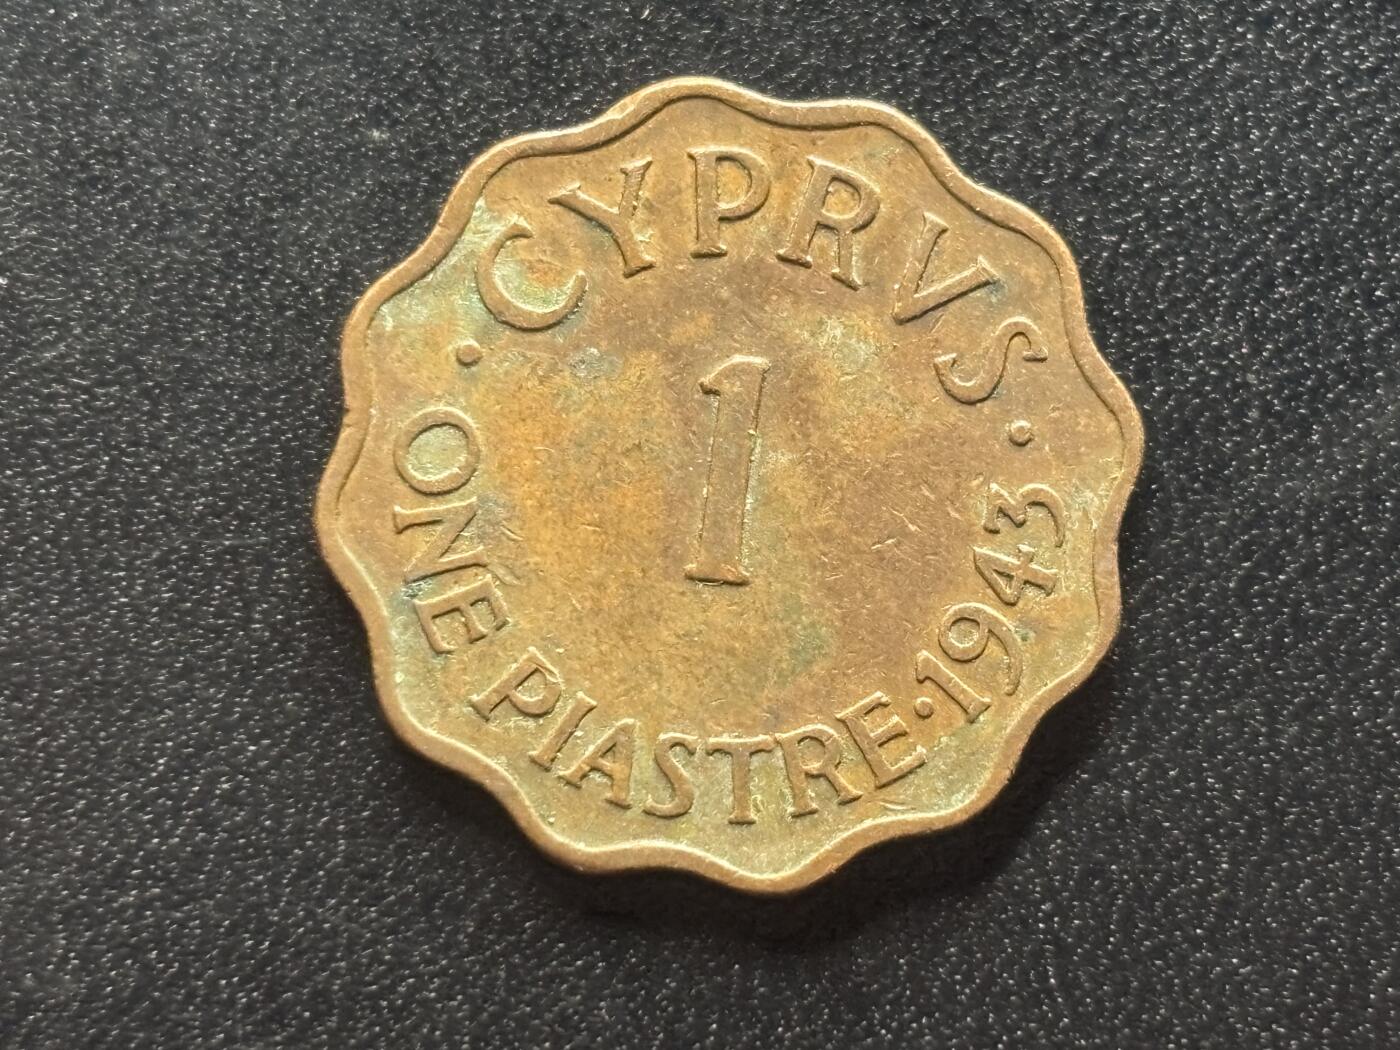 CYPRVS
1
ONE PIASTRE · 1943